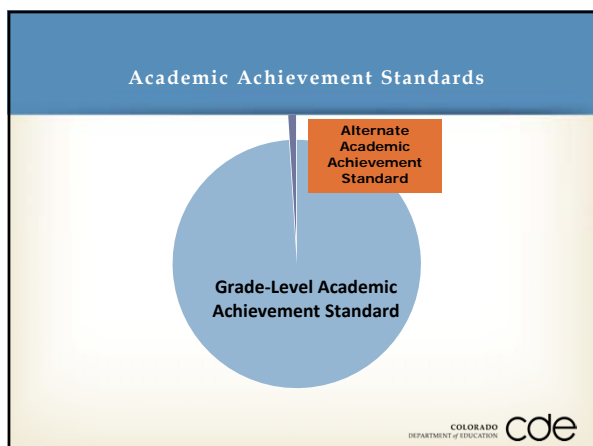 Academic Achievement Standards
Alternate
Academic
Achievement
Standard
Grade-Level Academic
Achievement Standard
COLORADO
DEPARTMENT of EDUCATION
cde